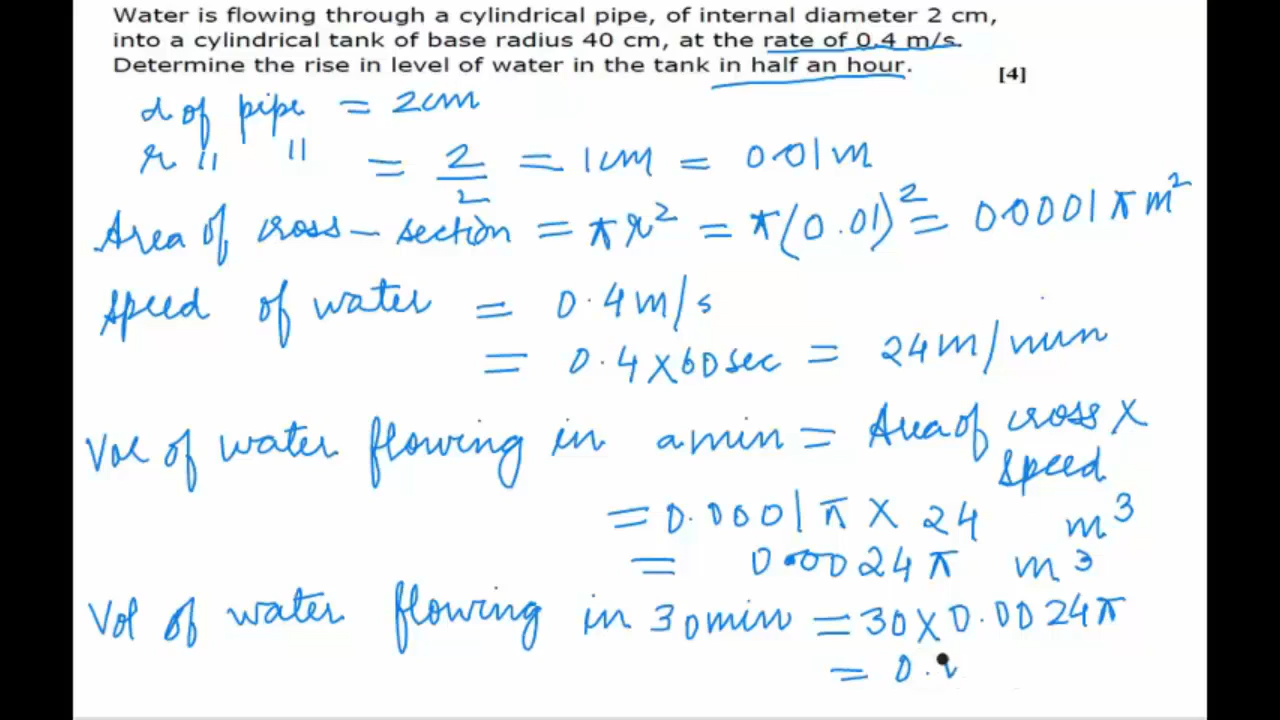 Water is flowing through a cylindrical pipe, of internal diameter 2 cm,
into a cylindrical tank of base radius 40 cm, at the rate of 0.4 m/s.
Determine the rise in level of water in the tank in half an hour. [4]
d of pipe = 2cm
r " " = 2/2 = 1cm = 0.01m
Area of cross-section = πr² = π(0.01)² = 0.0001πm²
Speed of water = 0.4m/s
= 0.4×60sec = 24m/min
Vol of water flowing in a min = Area of cross ×
speed
= 0.0001π × 24 m³
= 0.0024π m³
Vol of water flowing in 30min = 30×0.0024π
= 0.